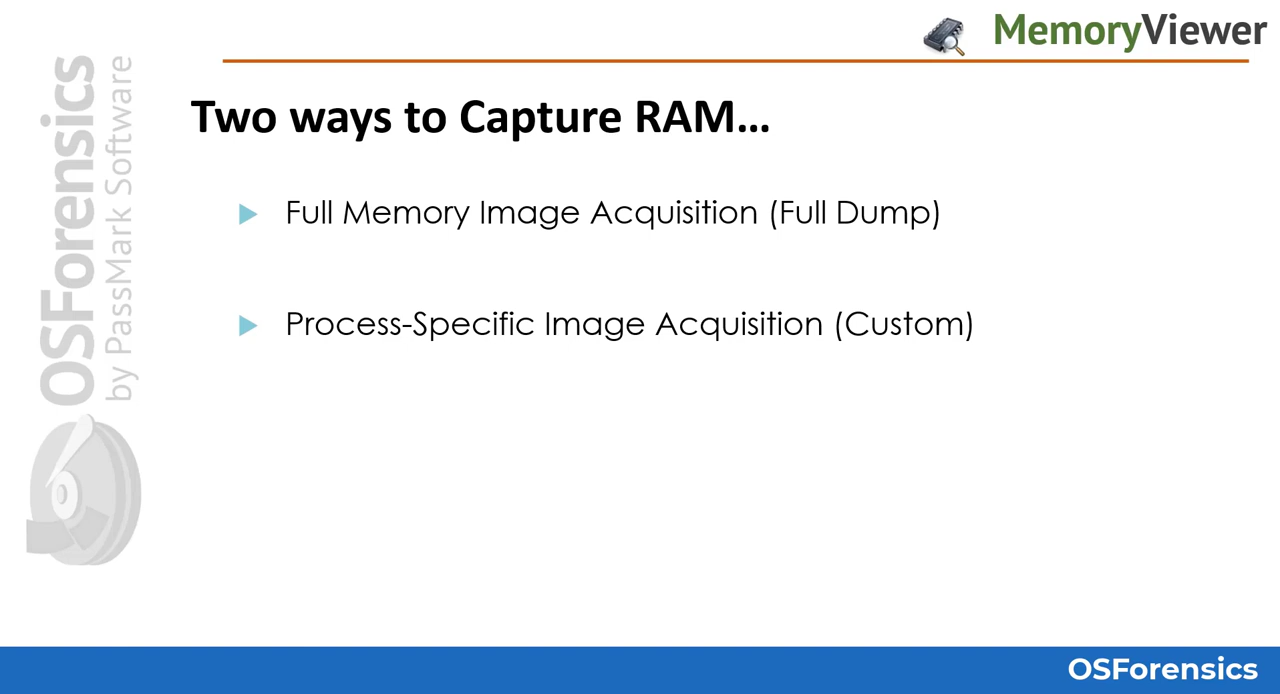 MemoryViewer
Two ways to Capture RAM...
Full Memory Image Acquisition (Full Dump)
Process-Specific Image Acquisition (Custom)
OSForensics
by PassMark Software
OSForensics